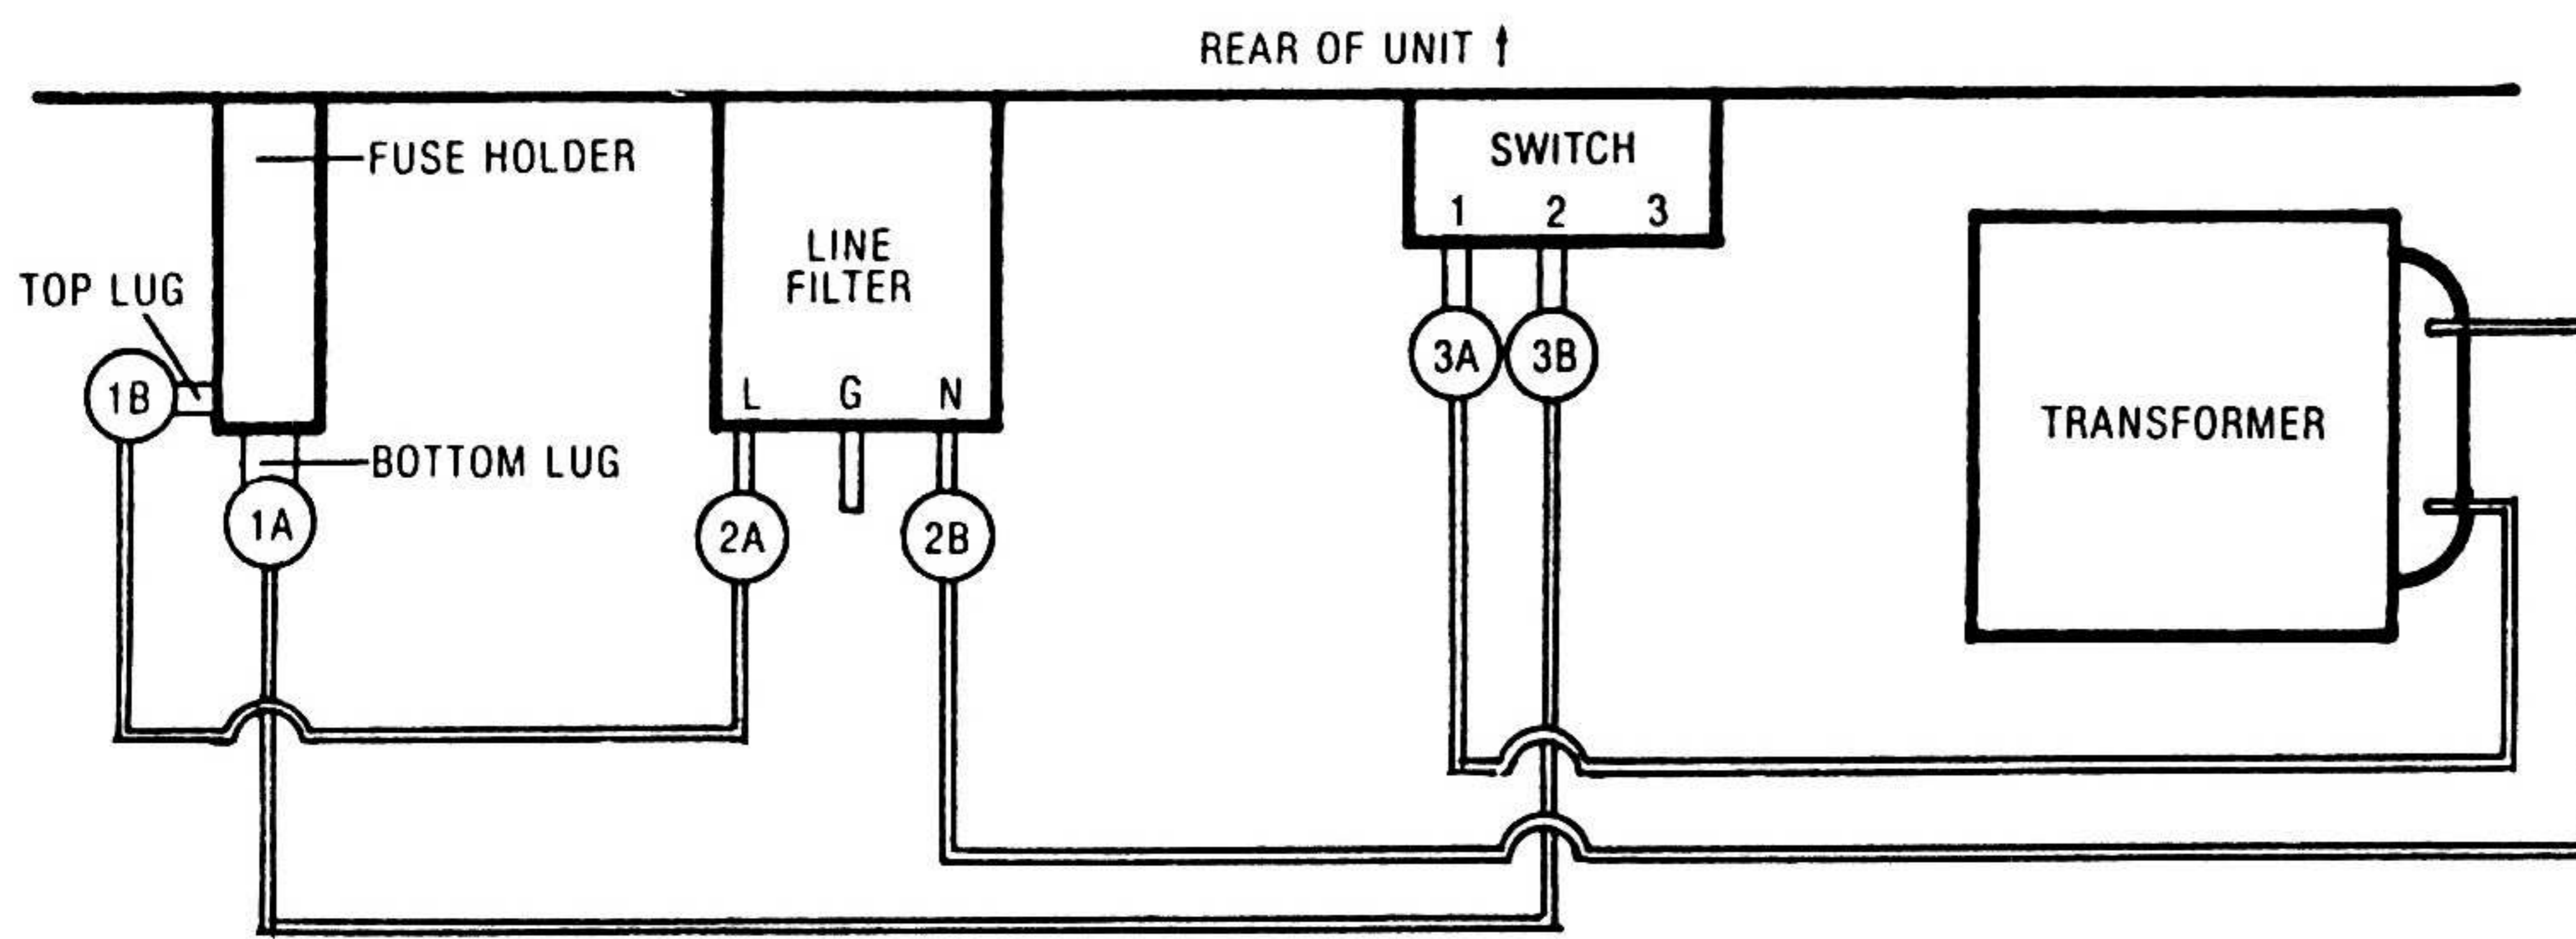 REAR OF UNIT
FUSE HOLDER
SWITCH
1 2 3
LINE
FILTER
TOP LUG
3A 3B
1B
L G N
TRANSFORMER
BOTTOM LUG
1A
2A
2B